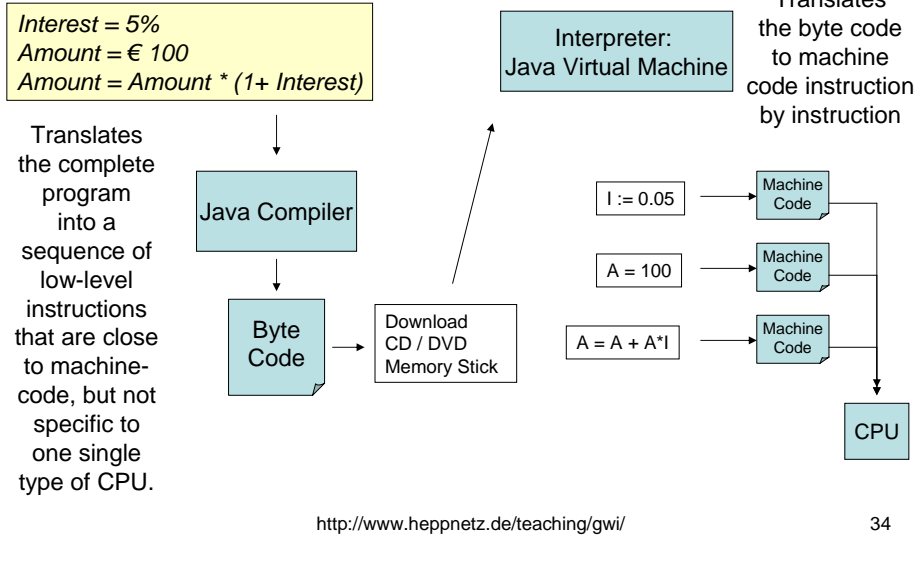 Interest = 5%
Amount = € 100
Amount = Amount * (1+ Interest)
Translates
the complete
program
into a
sequence of
low-level
instructions
that are close
to machine-
code, but not
specific to
one single
type of CPU.
Java Compiler
Byte
Code
Download
CD / DVD
Memory Stick
Interpreter:
Java Virtual Machine
Translates
the byte code
to machine
code instruction
by instruction
I := 0.05
Machine
Code
A = 100
Machine
Code
A = A + A*I
Machine
Code
CPU
http://www.heppnetz.de/teaching/gwi/
34